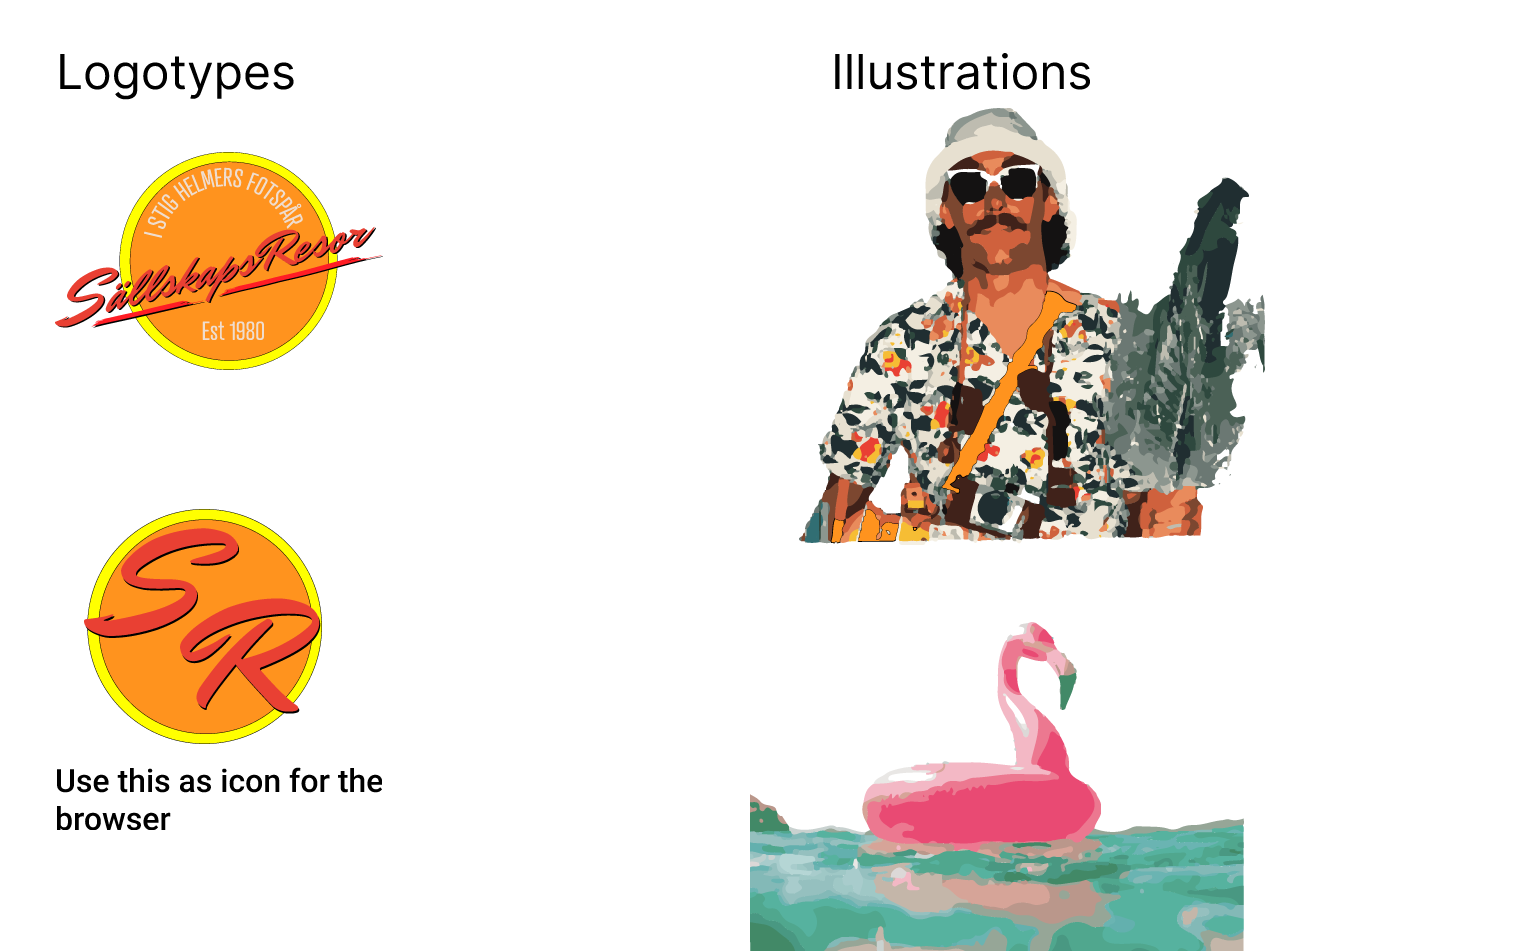 Logotypes
Illustrations
I STIG HELMERS FOTSPÅR
SällskapsResor
Est 1980
SR
Use this as icon for the
browser